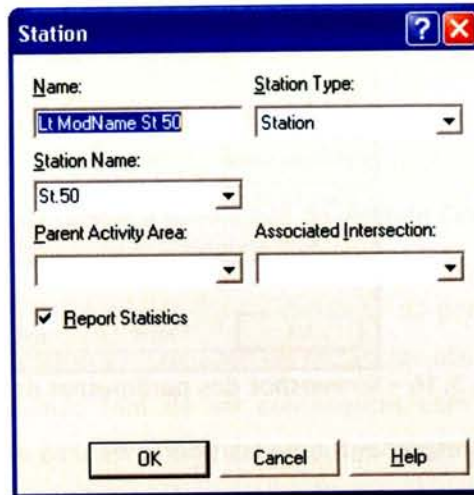 Station
Name:
Station Type:
Lt ModName St 50
Station
Station Name:
St.50
Parent Activity Area:
Associated Intersection:
Report Statistics
OK
Cancel
Help